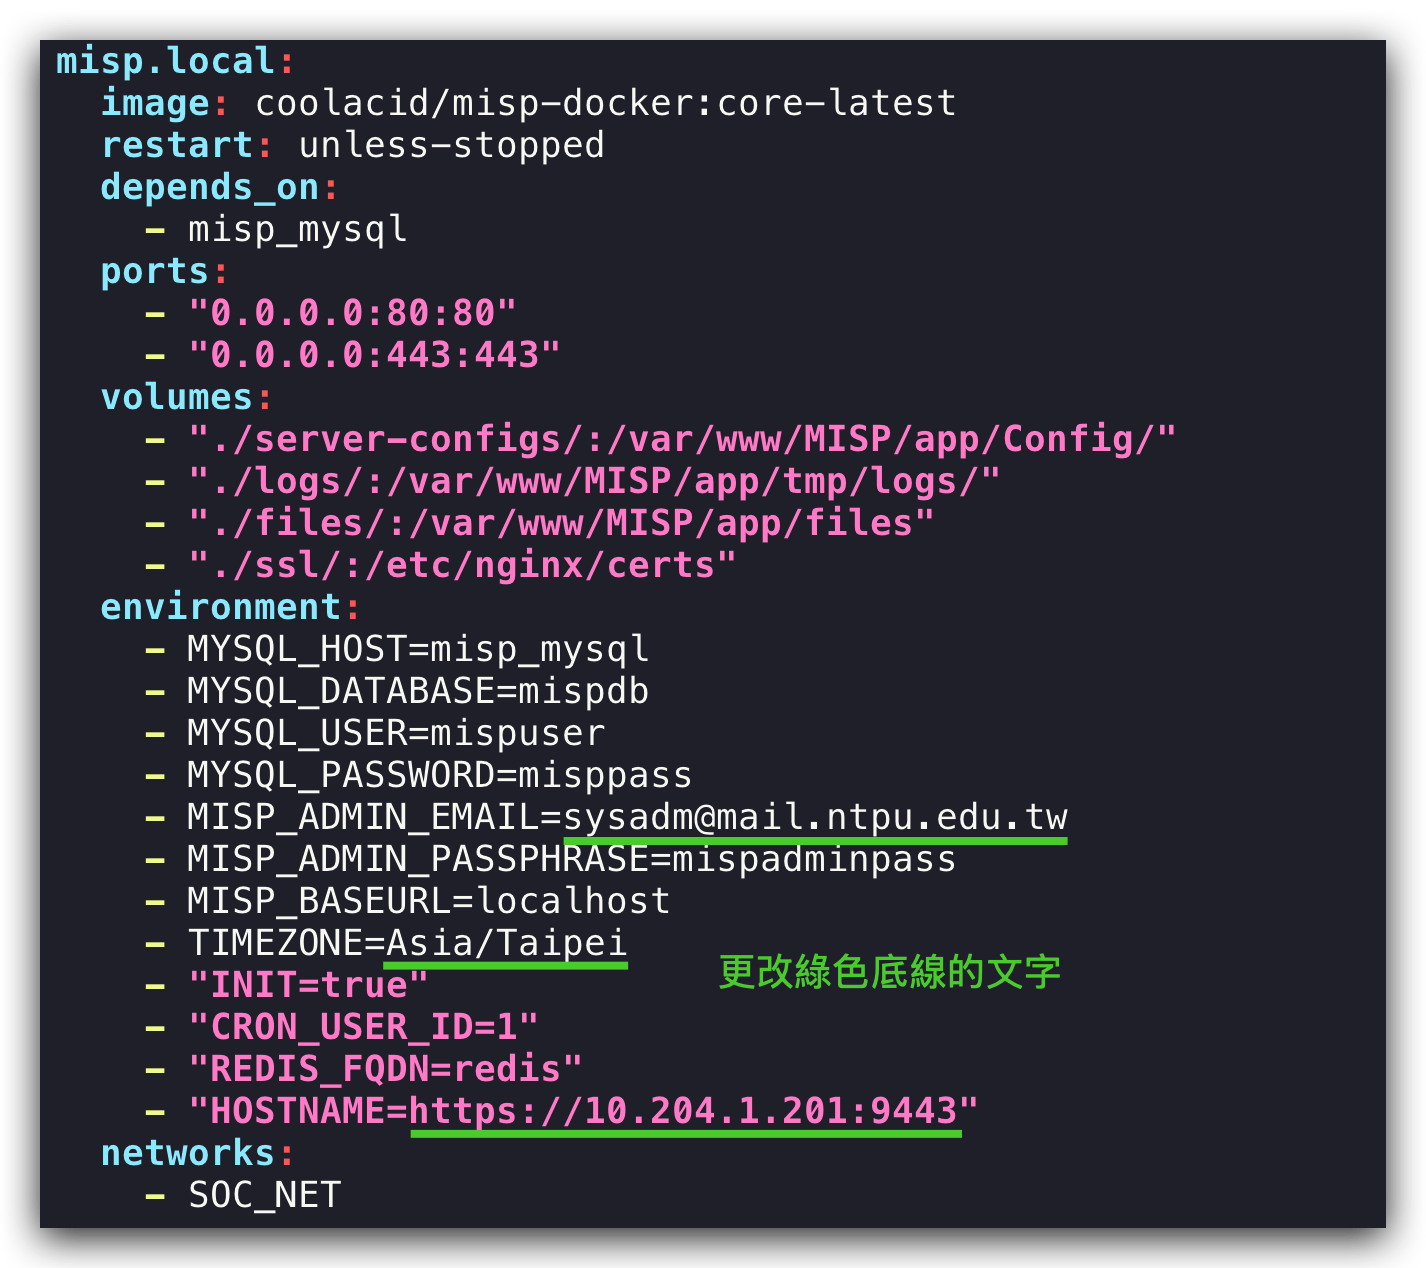 misp.local:
  image: coolacid/misp-docker:core-latest
  restart: unless-stopped
  depends_on:
    - misp_mysql
  ports:
    - "0.0.0.0:80:80"
    - "0.0.0.0:443:443"
  volumes:
    - "./server-configs/:/var/www/MISP/app/Config/"
    - "./logs/:/var/www/MISP/app/tmp/logs/"
    - "./files/:/var/www/MISP/app/files"
    - "./ssl/:/etc/nginx/certs"
  environment:
    - MYSQL_HOST=misp_mysql
    - MYSQL_DATABASE=mispdb
    - MYSQL_USER=mispuser
    - MYSQL_PASSWORD=misppass
    - MISP_ADMIN_EMAIL=sysadm@mail.ntpu.edu.tw
    - MISP_ADMIN_PASSPHRASE=mispadminpass
    - MISP_BASEURL=localhost
    - TIMEZONE=Asia/Taipei
更改綠色底線的文字
    - "INIT=true"
    - "CRON_USER_ID=1"
    - "REDIS_FQDN=redis"
    - "HOSTNAME=https://10.204.1.201:9443"
  networks:
    - SOC_NET